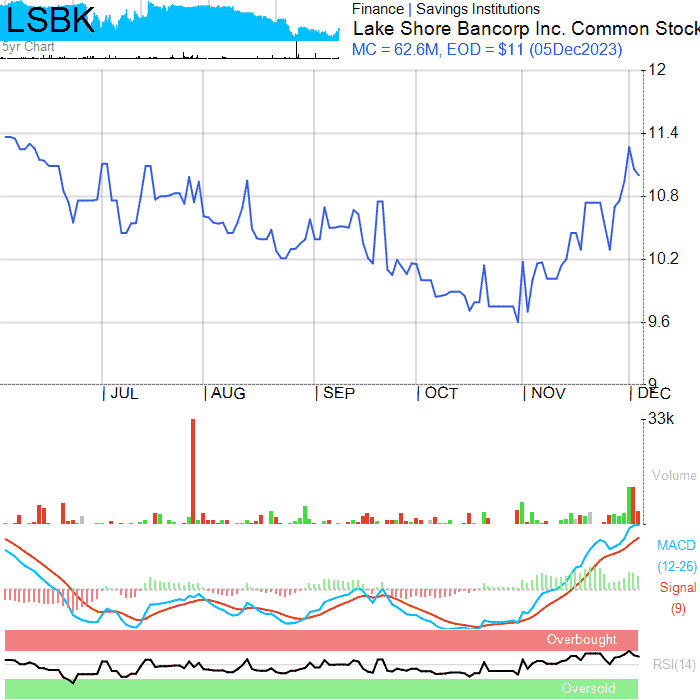 LSBK
5yr Chart
Finance | Savings Institutions
Lake Shore Bancorp Inc. Common Stock
MC = 62.6M, EOD = $11 (05Dec2023)
12
11.4
10.8
10.2
9.6
9
| JUL | AUG | SEP | OCT | NOV | DEC
33k
Volume
MACD
(12-26)
Signal
(9)
Overbought
RSI(14)
Oversold